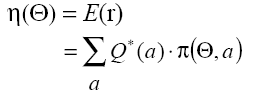 η(Θ) = E(r)
= ∑ Q*(a)·π(Θ, a)
a